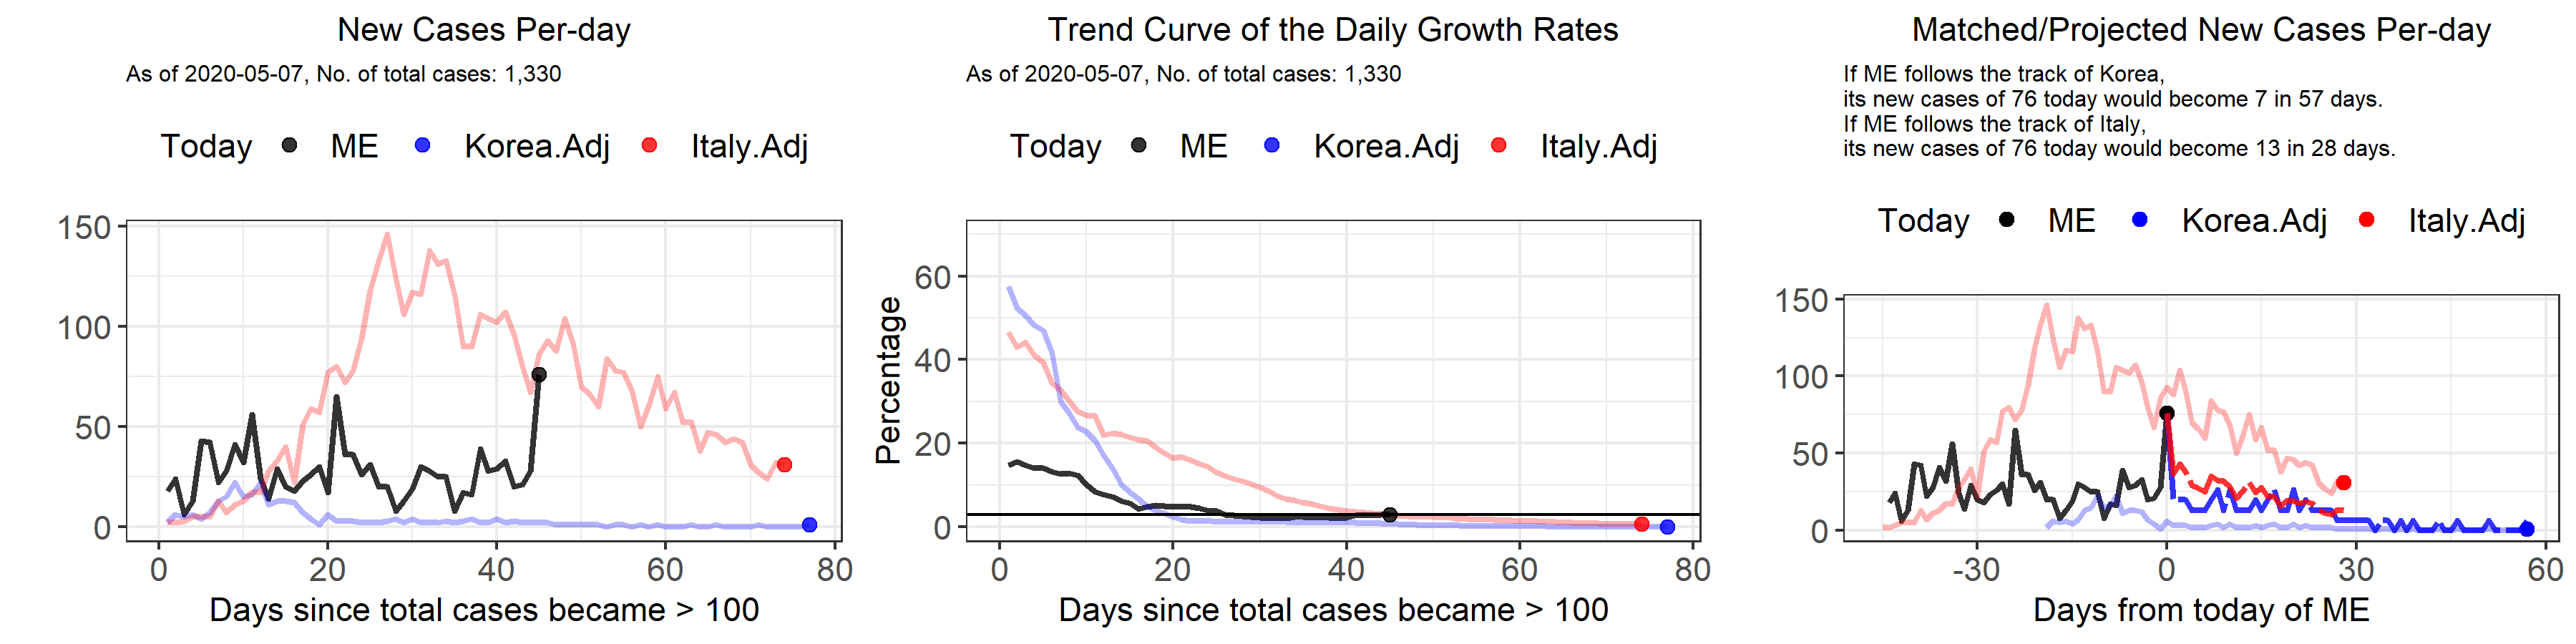 New Cases Per-day
As of 2020-05-07, No. of total cases: 1,330
Today ME Korea.Adj Italy.Adj
150
100
50
0
0 20 40 60 80
Days since total cases became > 100
Trend Curve of the Daily Growth Rates
As of 2020-05-07, No. of total cases: 1,330
Today ME Korea.Adj Italy.Adj
Percentage
60
40
20
0
0 20 40 60 80
Days since total cases became > 100
Matched/Projected New Cases Per-day
If ME follows the track of Korea,
its new cases of 76 today would become 7 in 57 days.
If ME follows the track of Italy,
its new cases of 76 today would become 13 in 28 days.
Today ME Korea.Adj Italy.Adj
150
100
50
0
-30 0 30 60
Days from today of ME